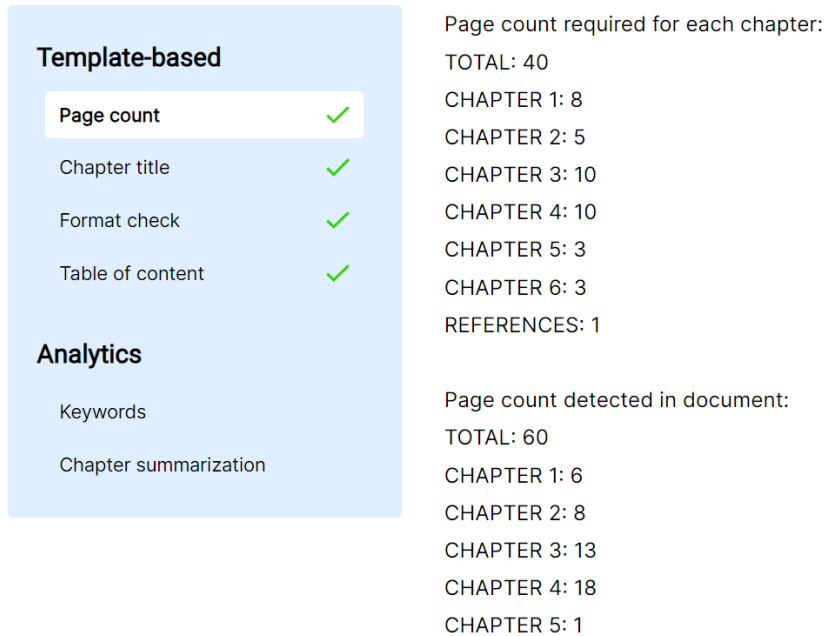 Template-based
Page count
Chapter title
Format check
Table of content
Analytics
Keywords
Chapter summarization
Page count required for each chapter:
TOTAL: 40
CHAPTER 1: 8
CHAPTER 2: 5
CHAPTER 3: 10
CHAPTER 4: 10
CHAPTER 5: 3
CHAPTER 6: 3
REFERENCES: 1
Page count detected in document:
TOTAL: 60
CHAPTER 1: 6
CHAPTER 2: 8
CHAPTER 3: 13
CHAPTER 4: 18
CHAPTER 5: 1